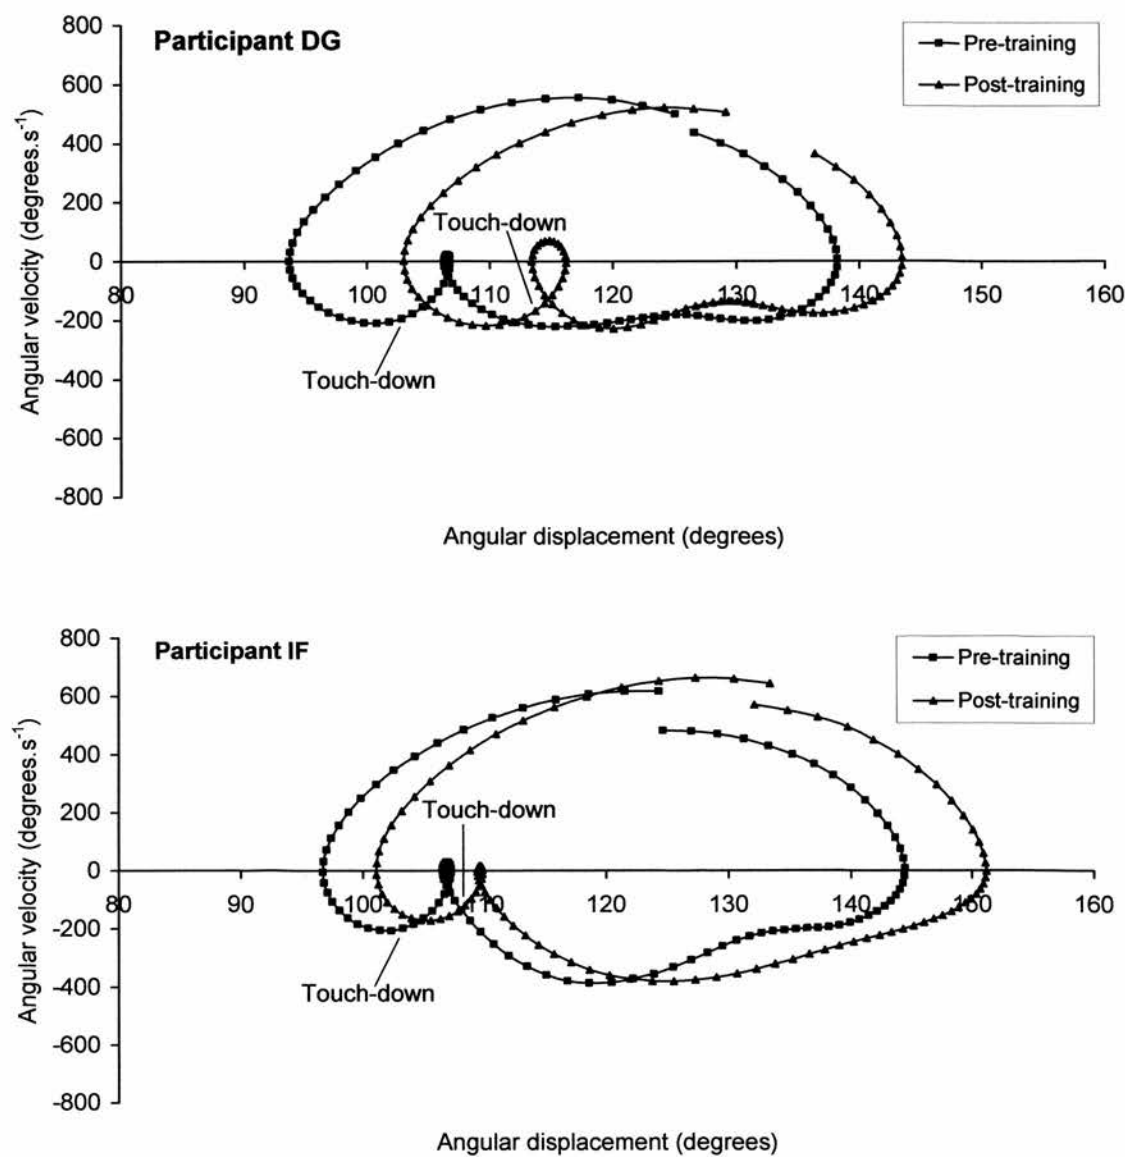 Participant DG
Pre-training
Post-training
800
600
400
200
0
-200
-400
-600
-800
Angular velocity (degrees.s⁻¹)
80 90 100 110 120 130 140 150 160
Touch-down
Touch-down
Angular displacement (degrees)
Participant IF
Pre-training
Post-training
800
600
400
200
0
-200
-400
-600
-800
Angular velocity (degrees.s⁻¹)
80 90 100 110 120 130 140 150 160
Touch-down
Touch-down
Angular displacement (degrees)